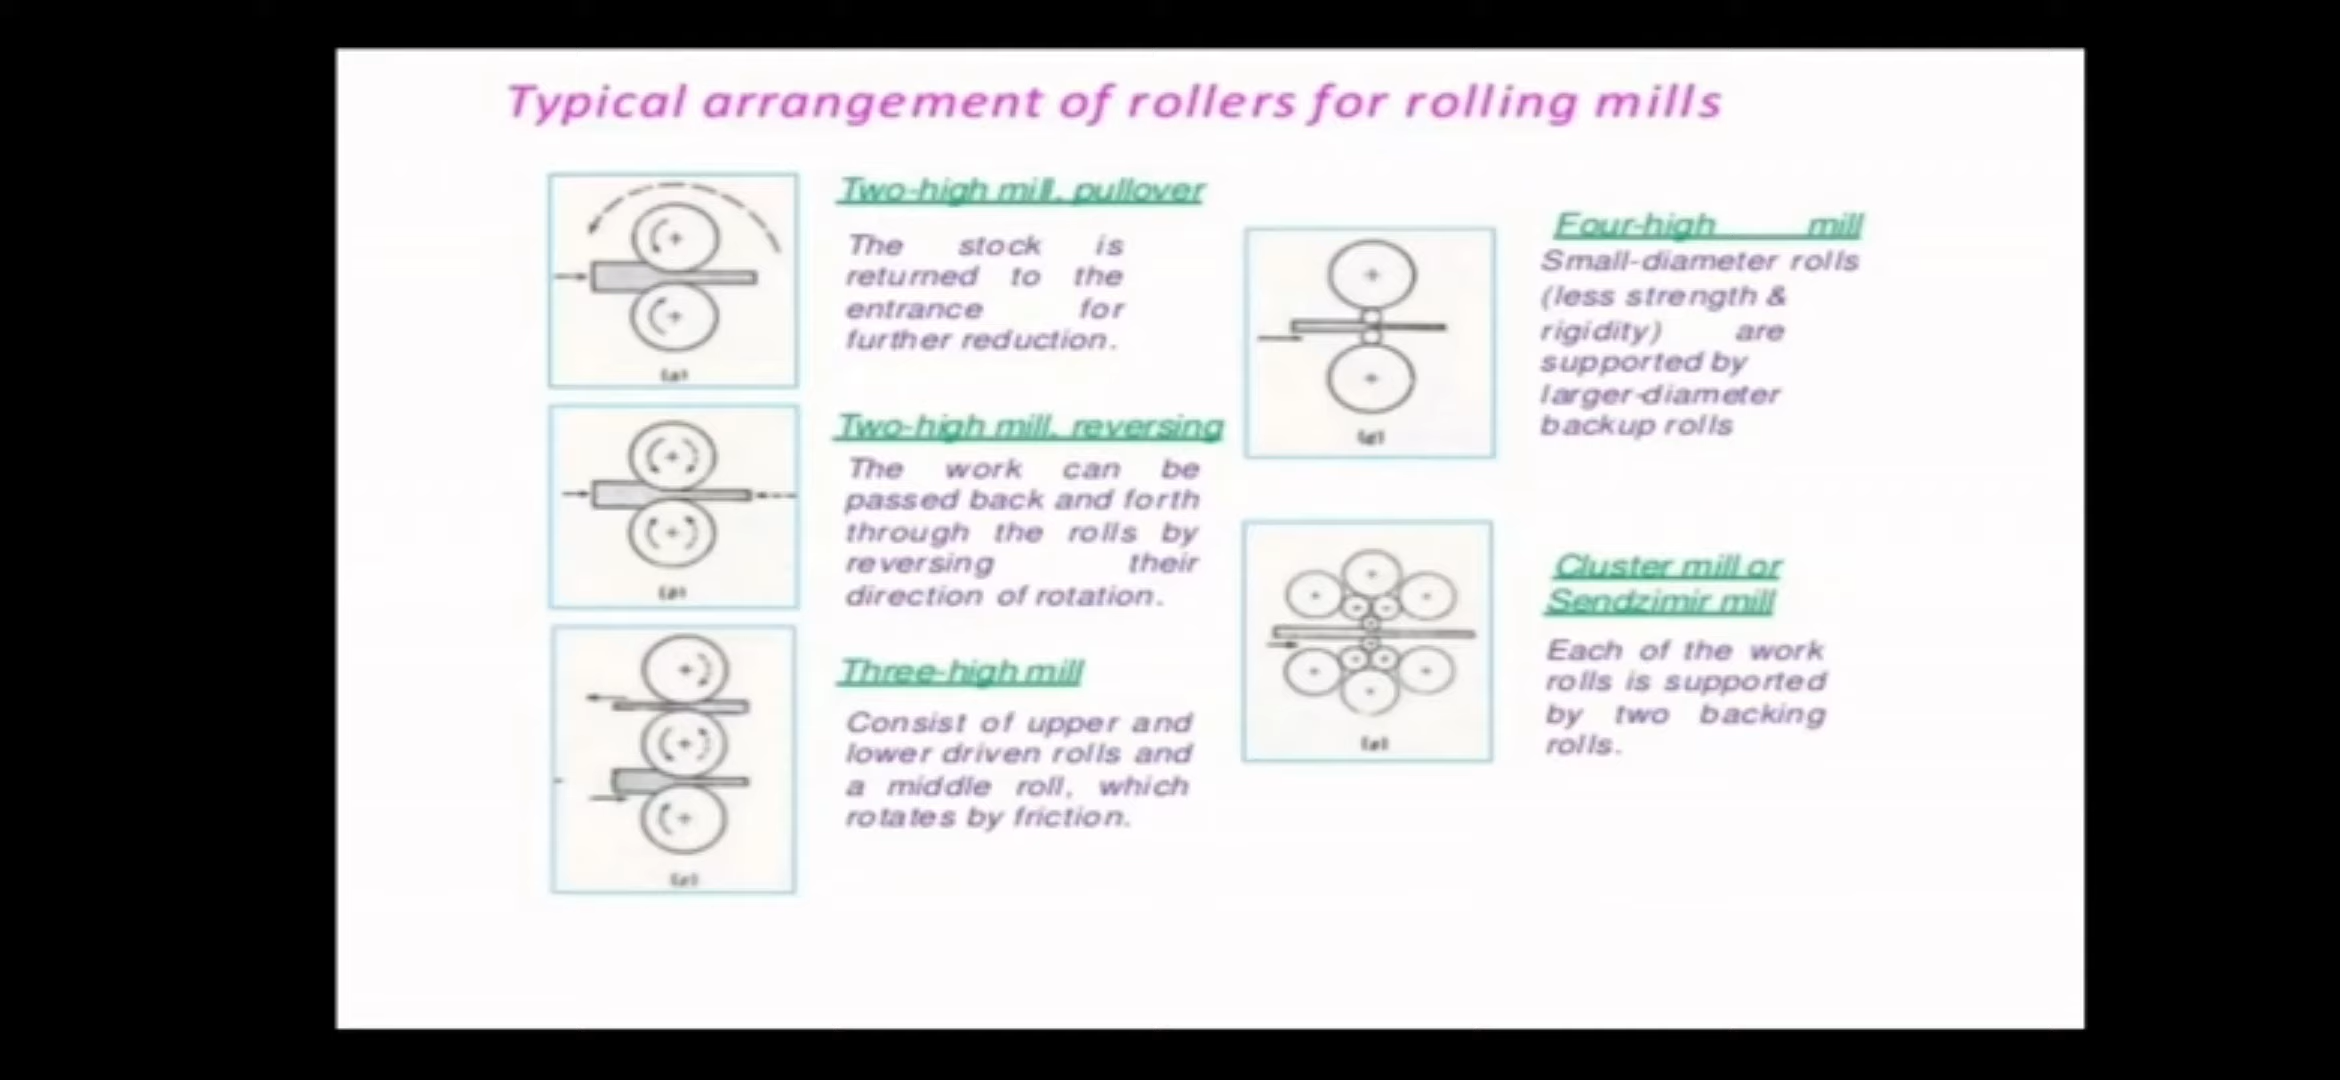 Typical arrangement of rollers for rolling mills
Two-high mill, pullover
The stock is
returned to the
entrance for
further reduction.
Two-high mill, reversing
The work can be
passed back and forth
through the rolls by
reversing their
direction of rotation.
Three-high mill
Consist of upper and
lower driven rolls and
a middle roll, which
rotates by friction.
Four-high mill
Small-diameter rolls
(less strength &
rigidity) are
supported by
larger-diameter
backup rolls
Cluster mill or
Sendzimir mill
Each of the work
rolls is supported
by two backing
rolls.